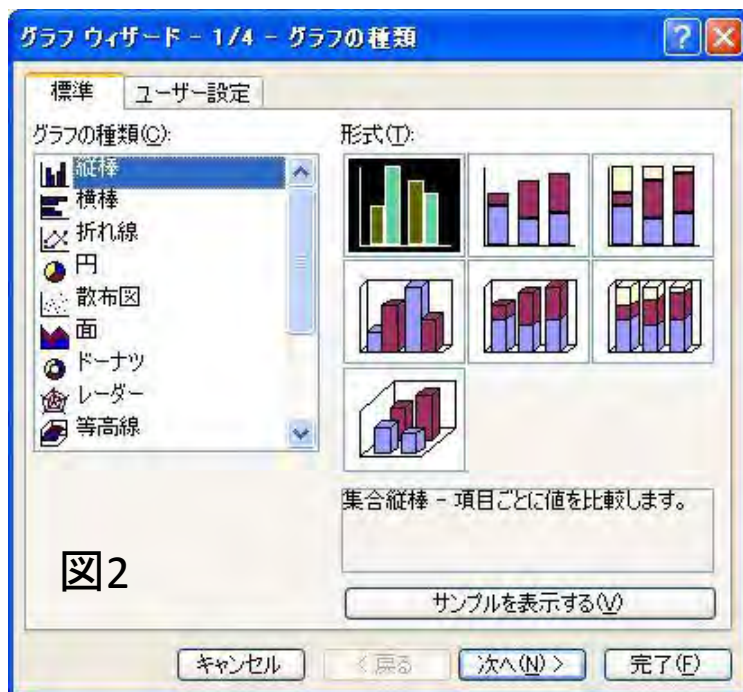 グラフ ウィザード - 1/4 - グラフの種類
標準 ユーザー設定
グラフの種類(C):
縦棒
横棒
折れ線
円
散布図
面
ドーナツ
レーダー
等高線
形式(T):
集合縦棒 - 項目ごとに値を比較します。
図2
サンプルを表示する(V)
キャンセル < 戻る 次へ(N) > 完了(F)